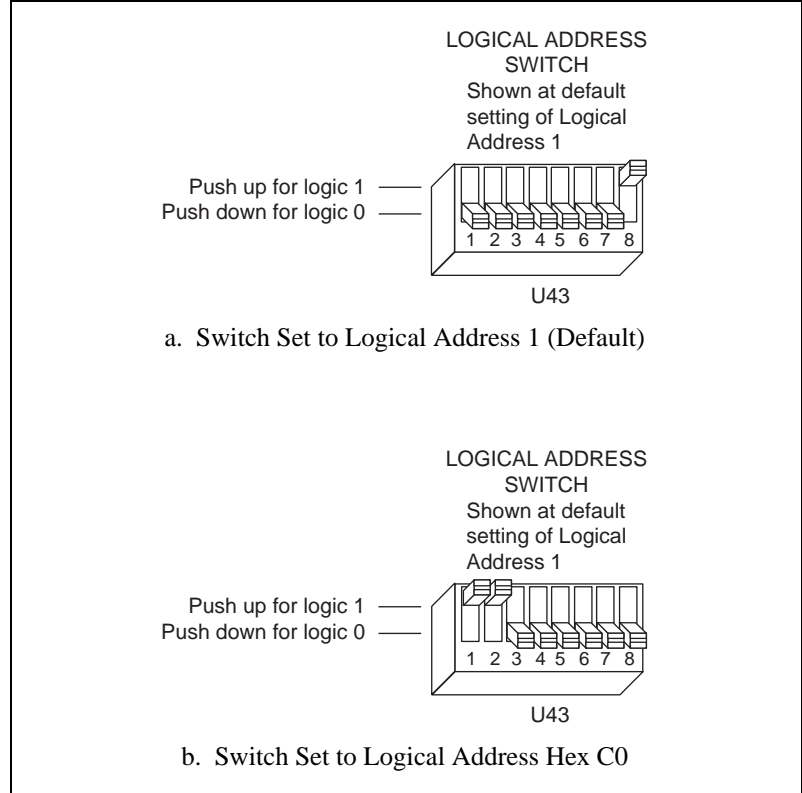 LOGICAL ADDRESS
SWITCH
Shown at default
setting of Logical
Address 1
Push up for logic 1
Push down for logic 0
1 2 3 4 5 6 7 8
U43
a. Switch Set to Logical Address 1 (Default)
LOGICAL ADDRESS
SWITCH
Shown at default
setting of Logical
Address 1
Push up for logic 1
Push down for logic 0
1 2 3 4 5 6 7 8
U43
b. Switch Set to Logical Address Hex C0